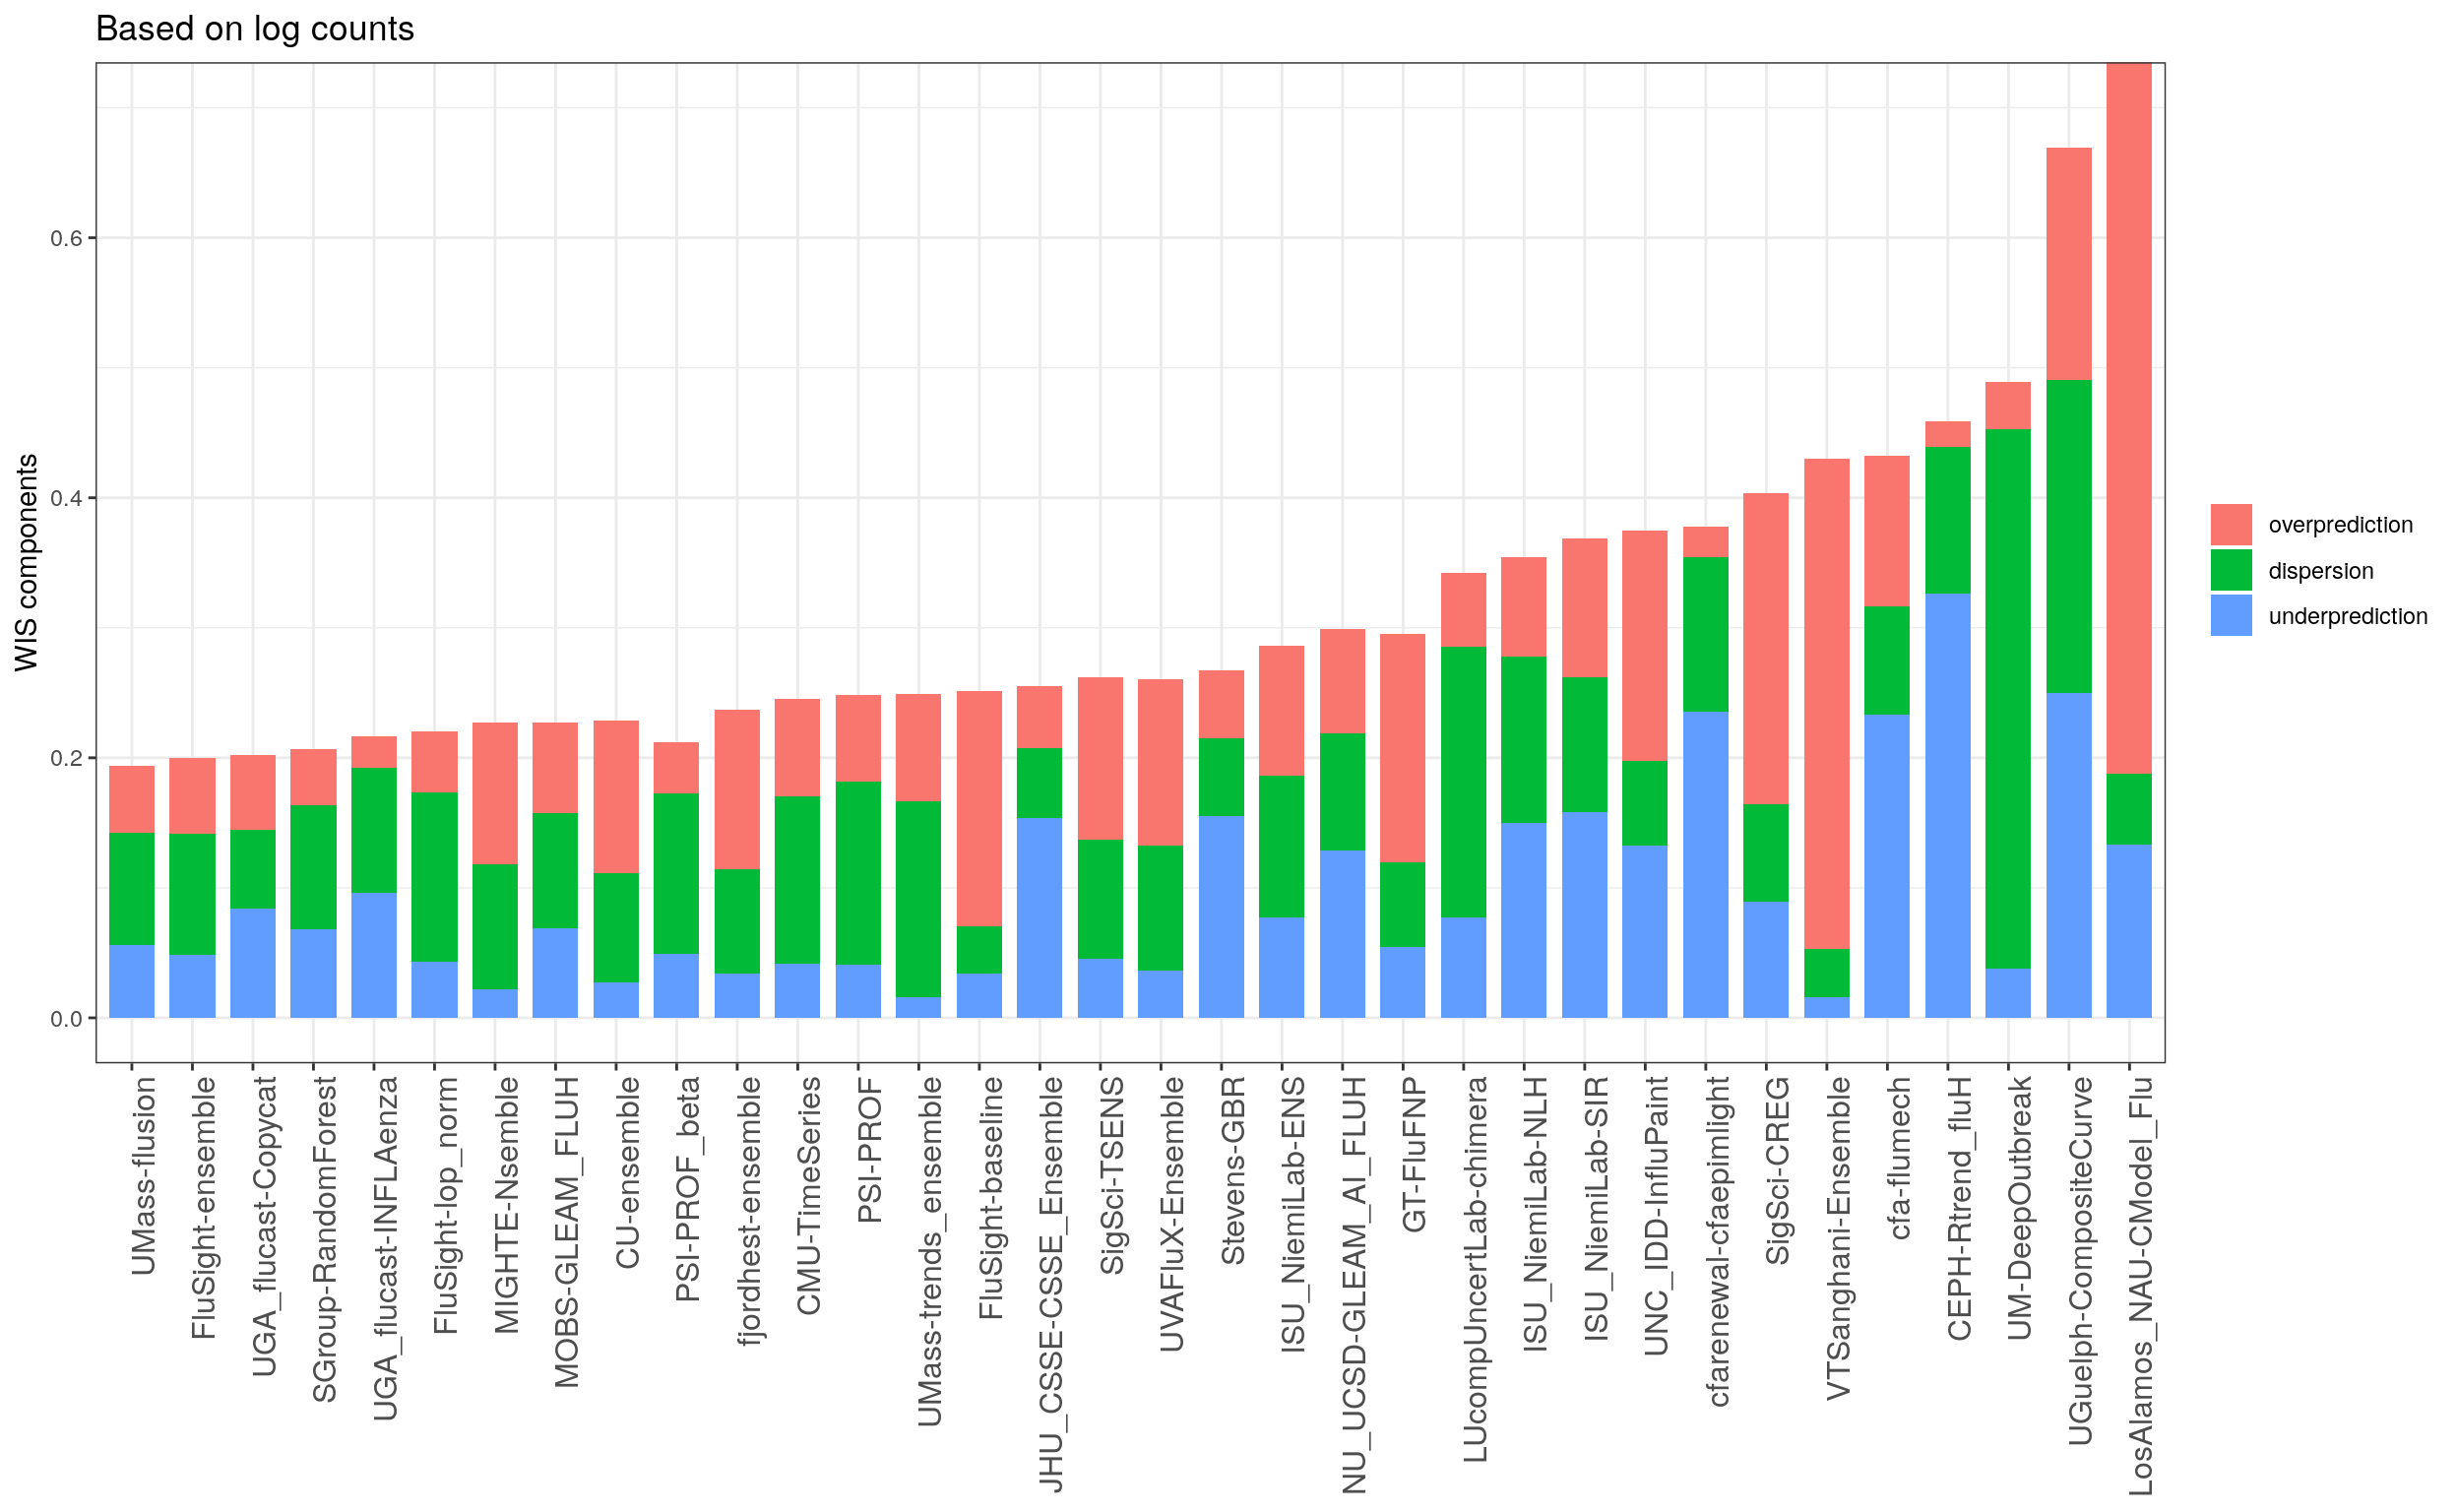 Based on log counts
WIS components
0.6
0.4
0.2
0.0
overprediction
dispersion
underprediction
UMass-flusion
FluSight-ensemble
UGA_flucast-Copycat
SGroup-RandomForest
UGA_flucast-INFLAenza
FluSight-lop_norm
MIGHTE-Nsemble
MOBS-GLEAM_FLUH
CU-ensemble
PSI-PROF_beta
fjordhest-ensemble
CMU-TimeSeries
PSI-PROF
UMass-trends_ensemble
FluSight-baseline
JHU_CSSE-CSSE_Ensemble
SigSci-TSENS
UVAFluX-Ensemble
Stevens-GBR
ISU_NiemiLab-ENS
NU_UCSD-GLEAM_AI_FLUH
GT-FluFNP
LUcompUncertLab-chimera
ISU_NiemiLab-NLH
ISU_NiemiLab-SIR
UNC_IDD-InfluPaint
cfarenewal-cfaepimlight
SigSci-CREG
VTSanghani-Ensemble
cfa-flumech
CEPH-Rtrend_fluH
UM-DeepOutbreak
UGuelph-CompositeCurve
LosAlamos_NAU-CModel_Flu